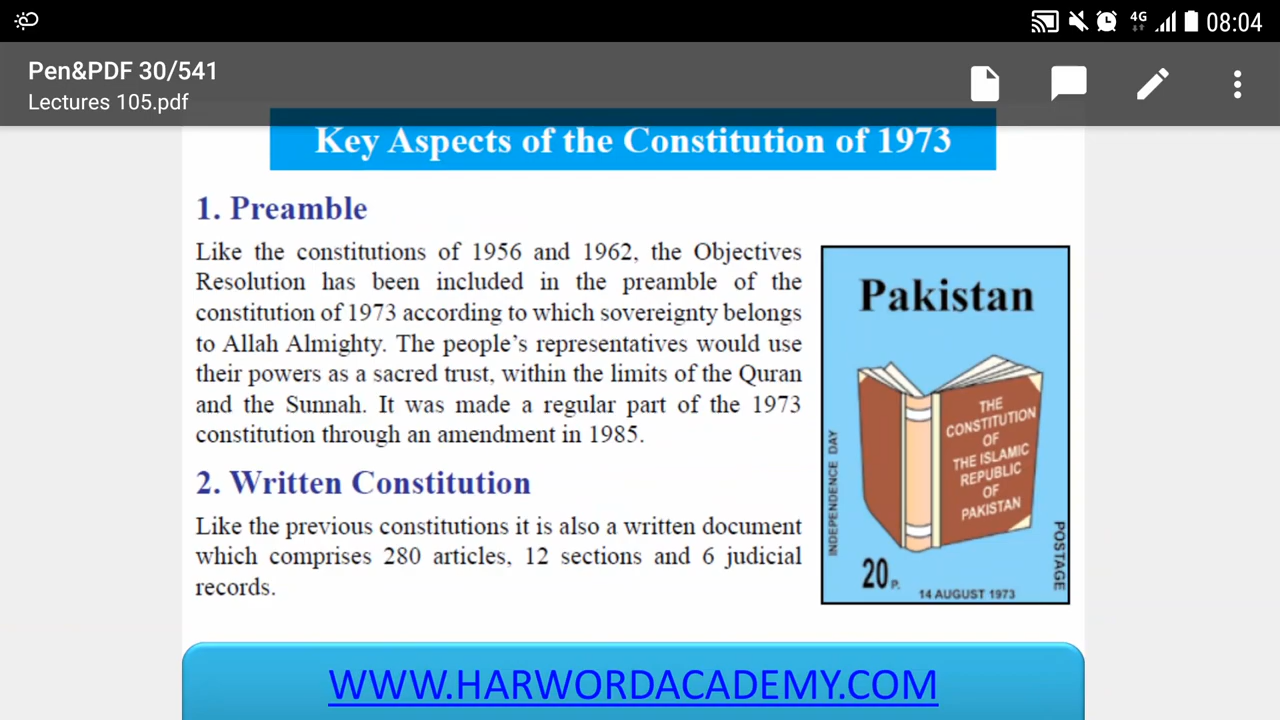 4G 08:04
Pen&PDF 30/541
Lectures 105.pdf
Key Aspects of the Constitution of 1973
1. Preamble
Like the constitutions of 1956 and 1962, the Objectives
Resolution has been included in the preamble of the
constitution of 1973 according to which sovereignty belongs
to Allah Almighty. The people's representatives would use
their powers as a sacred trust, within the limits of the Quran
and the Sunnah. It was made a regular part of the 1973
constitution through an amendment in 1985.
2. Written Constitution
Like the previous constitutions it is also a written document
which comprises 280 articles, 12 sections and 6 judicial
records.
Pakistan
THE
CONSTITUTION
OF
THE ISLAMIC
REPUBLIC
OF
PAKISTAN
INDEPENDENCE DAY
POSTAGE
20 P.
14 AUGUST 1973
WWW.HARWORDACADEMY.COM